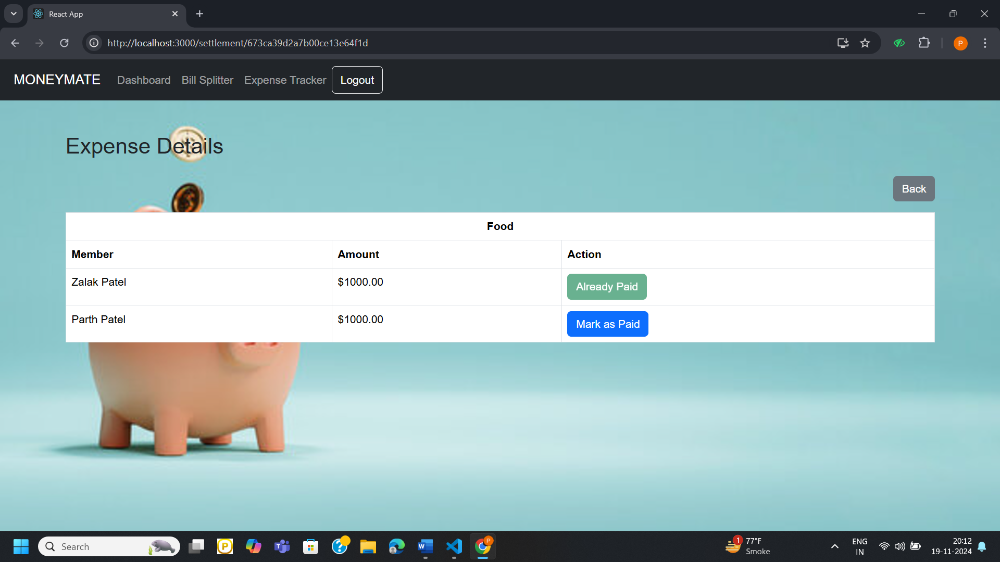 React App
http://localhost:3000/settlement/673ca39d2a7b00ce13e64f1d
P
MONEYMATE Dashboard Bill Splitter Expense Tracker Logout
Expense Details
Back
Food
Member Amount Action
Zalak Patel $1000.00 Already Paid
Parth Patel $1000.00 Mark as Paid
Search
P
T
?
W
P
1
77°F
Smoke
ENG
IN
20:12
19-11-2024